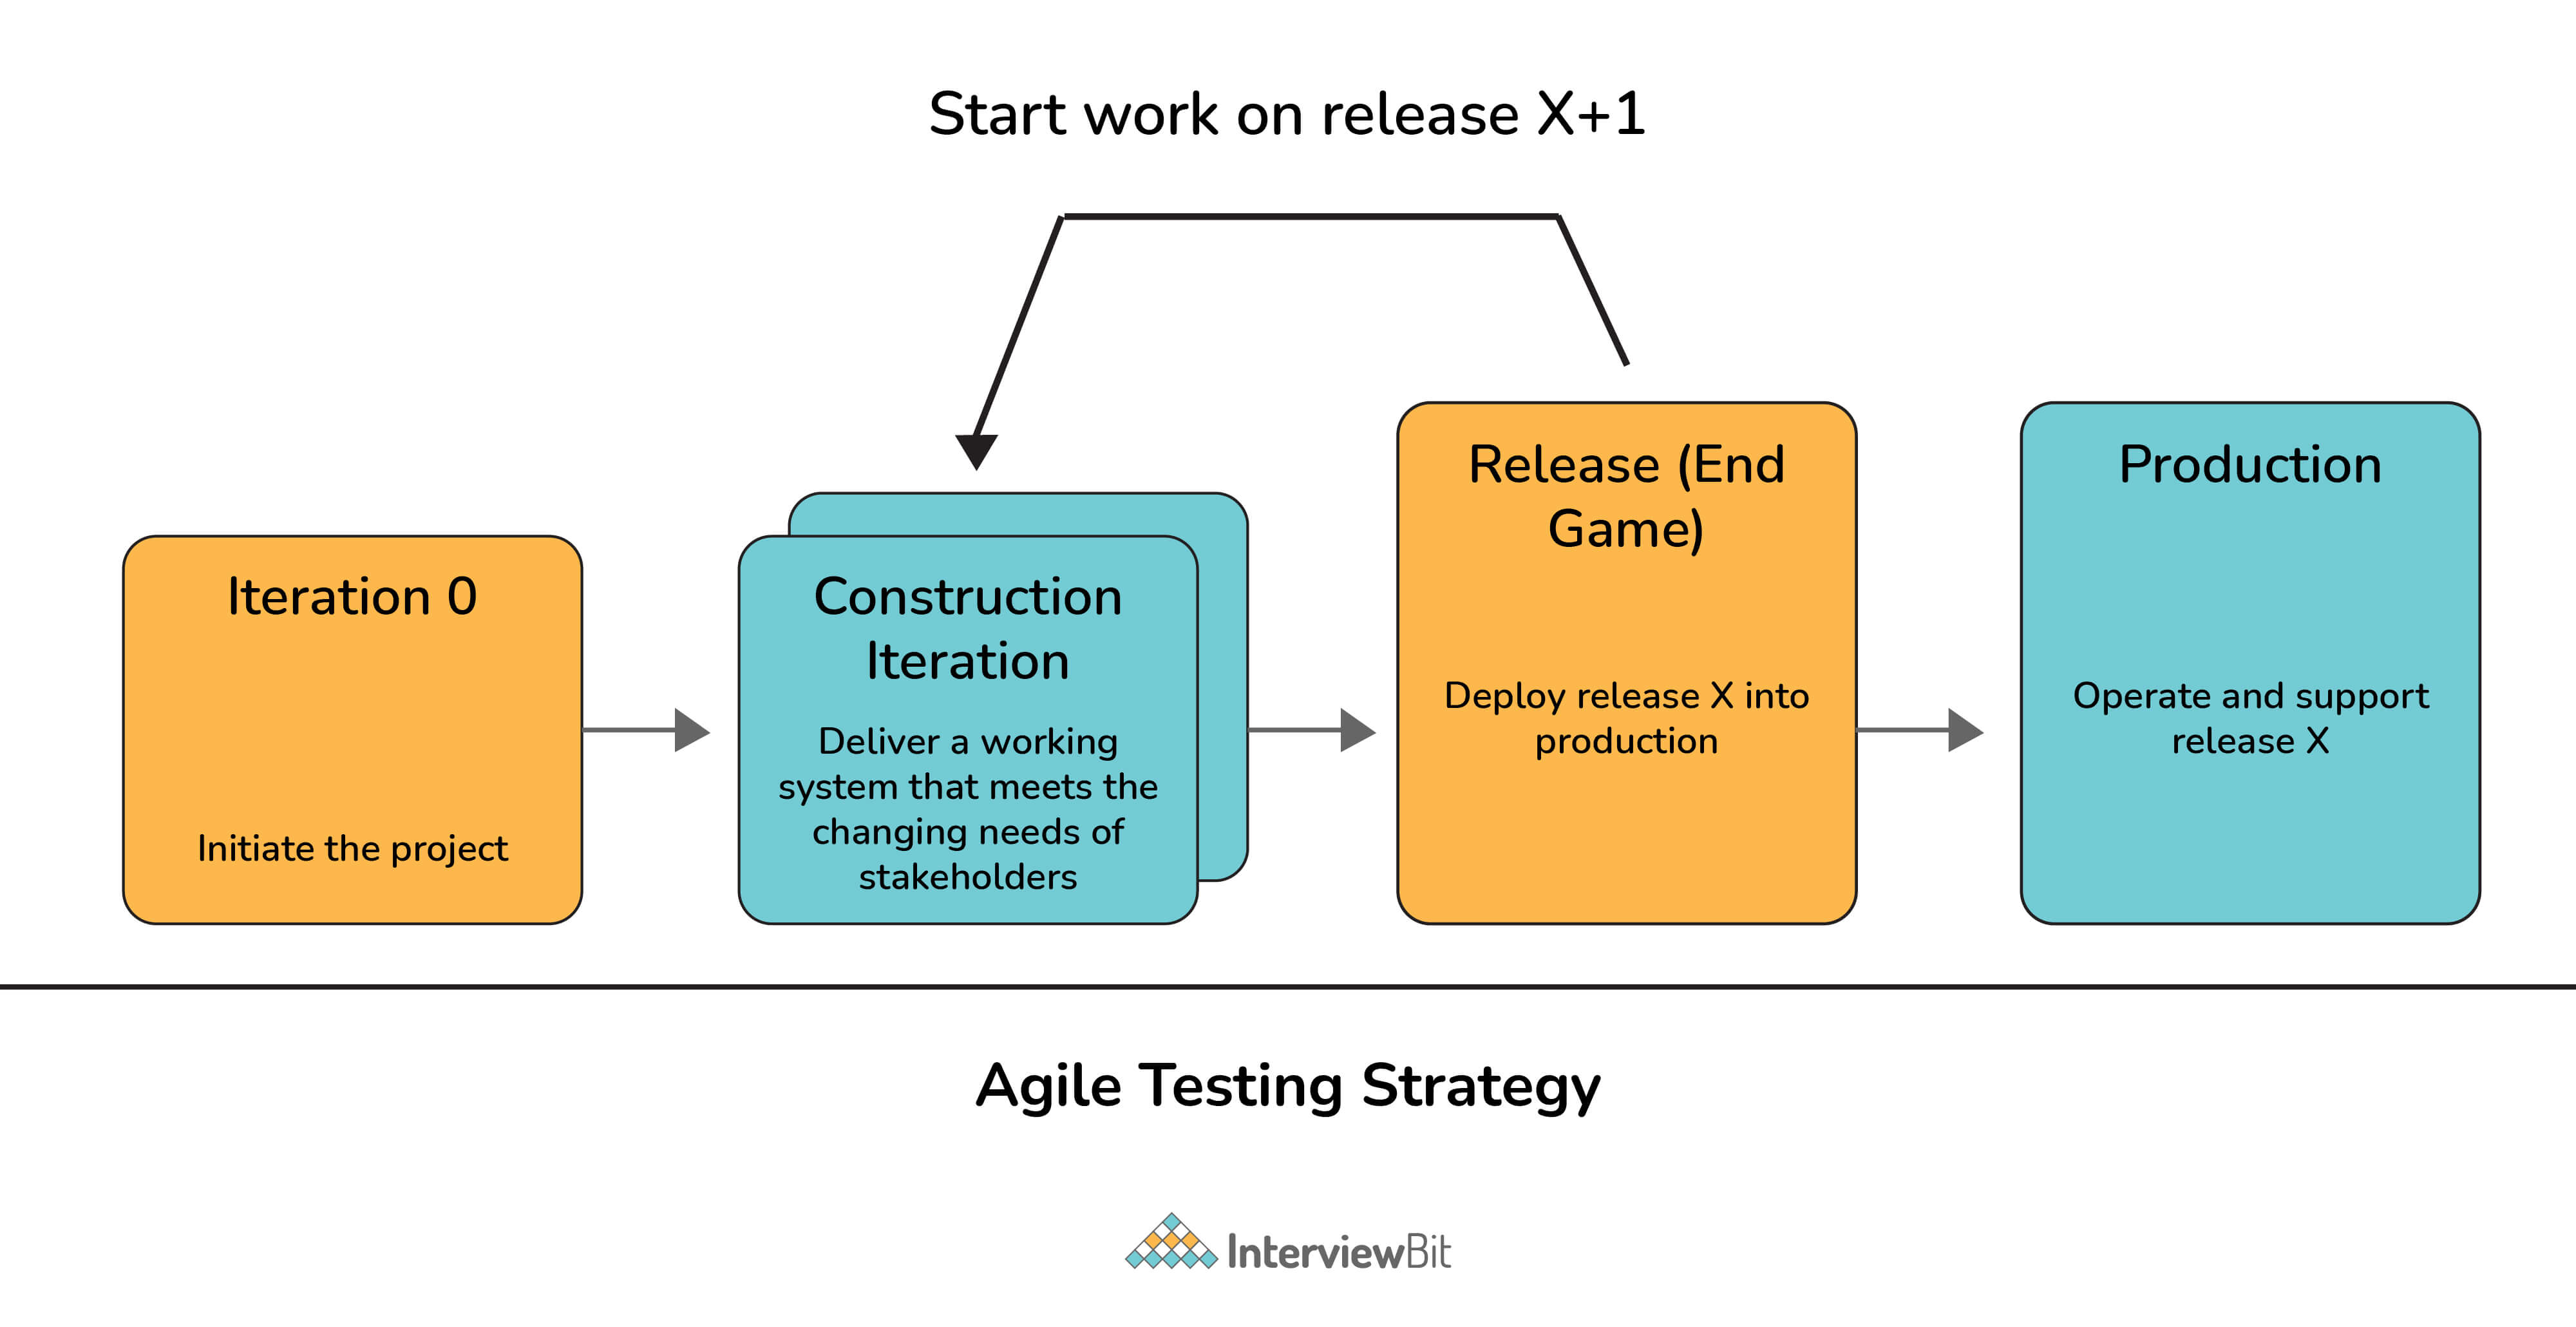 Start work on release X+1
Iteration 0
Initiate the project
Construction
Iteration
Deliver a working
system that meets the
changing needs of
stakeholders
Release (End
Game)
Deploy release X into
production
Production
Operate and support
release X
Agile Testing Strategy
InterviewBit